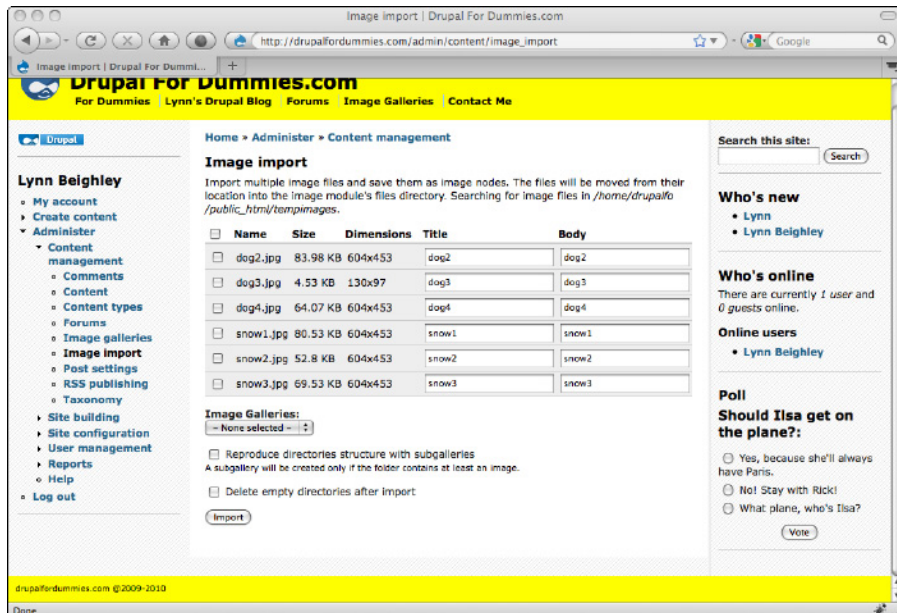 Image import | Drupal For Dummies.com
http://drupalfordummies.com/admin/content/image_import
Google
Image import | Drupal For Dummi...
Drupal For Dummies.com
For Dummies Lynn's Drupal Blog Forums Image Galleries Contact Me
Drupal
Lynn Beighley
My account
Create content
Administer
Content management
Comments
Content
Content types
Forums
Image galleries
Image import
Post settings
RSS publishing
Taxonomy
Site building
Site configuration
User management
Reports
Help
Log out
Home » Administer » Content management
Image import
Import multiple image files and save them as image nodes. The files will be moved from their
location into the image module's files directory. Searching for image files in /home/drupalfo
/public_html/tempimages.
Name Size Dimensions Title Body
dog2.jpg 83.98 KB 604x453 dog2 dog2
dog3.jpg 4.53 KB 130x97 dog3 dog3
dog4.jpg 64.07 KB 604x453 dog4 dog4
snow1.jpg 80.53 KB 604x453 snow1 snow1
snow2.jpg 52.8 KB 604x453 snow2 snow2
snow3.jpg 69.53 KB 604x453 snow3 snow3
Image Galleries:
– None selected –
Reproduce directories structure with subgalleries
A subgallery will be created only if the folder contains at least an image.
Delete empty directories after import
Import
Search this site:
Search
Who's new
Lynn
Lynn Beighley
Who's online
There are currently 1 user and
0 guests online.
Online users
Lynn Beighley
Poll
Should Ilsa get on
the plane?:
Yes, because she'll always
have Paris.
No! Stay with Rick!
What plane, who's Ilsa?
Vote
drupalfordummies.com @2009-2010
Done